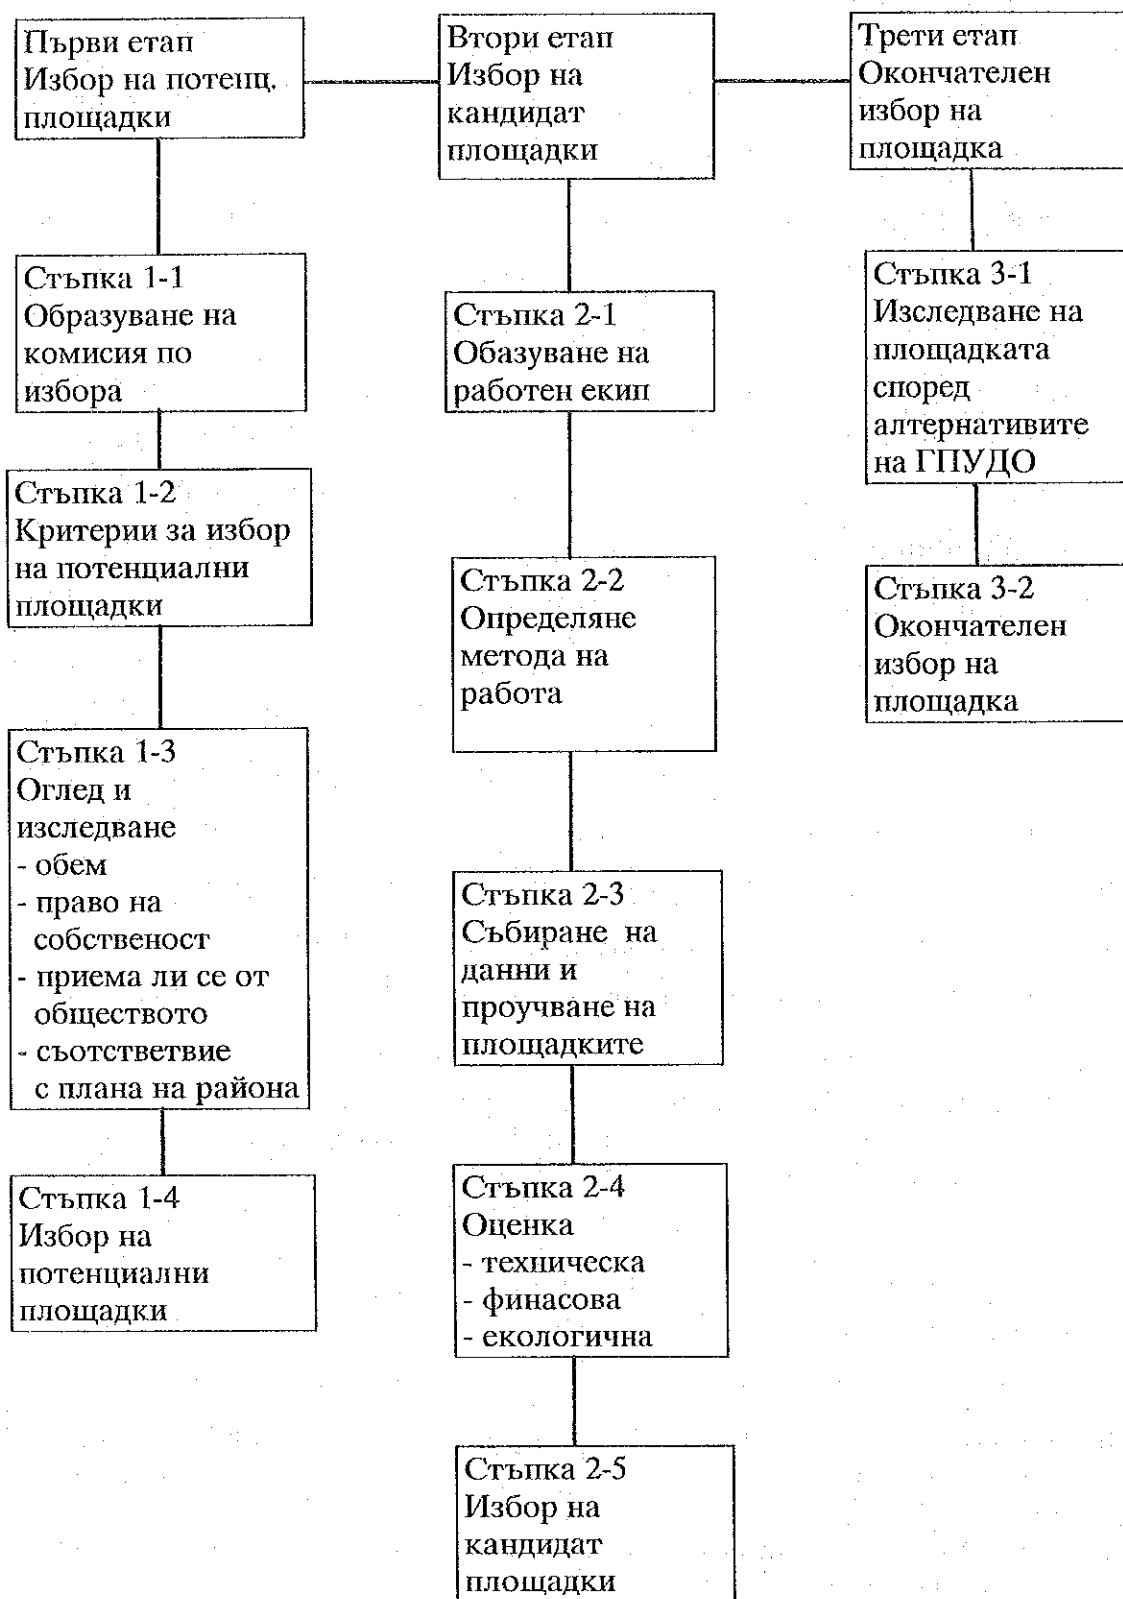 Първи етап
Избор на потенц.
площадки
Втори етап
Избор на
кандидат
площадки
Трети етап
Окончателен
избор на
площадка
Стъпка 1-1
Образуване на
комисия по
избора
Стъпка 1-2
Критерии за избор
на потенциални
площадки
Стъпка 1-3
Оглед и
изследване
- обем
- право на
собственост
- приема ли се от
обществото
- съотстветвие
с плана на района
Стъпка 1-4
Избор на
потенциални
площадки
Стъпка 2-1
Обазуване на
работен екип
Стъпка 2-2
Определяне
метода на
работа
Стъпка 2-3
Събиране на
данни и
проучване на
площадките
Стъпка 2-4
Оценка
- техническа
- финасова
- екологична
Стъпка 2-5
Избор на
кандидат
площадки
Стъпка 3-1
Изследване на
площадката
според
алтернативите
на ГПУДО
Стъпка 3-2
Окончателен
избор на
площадка